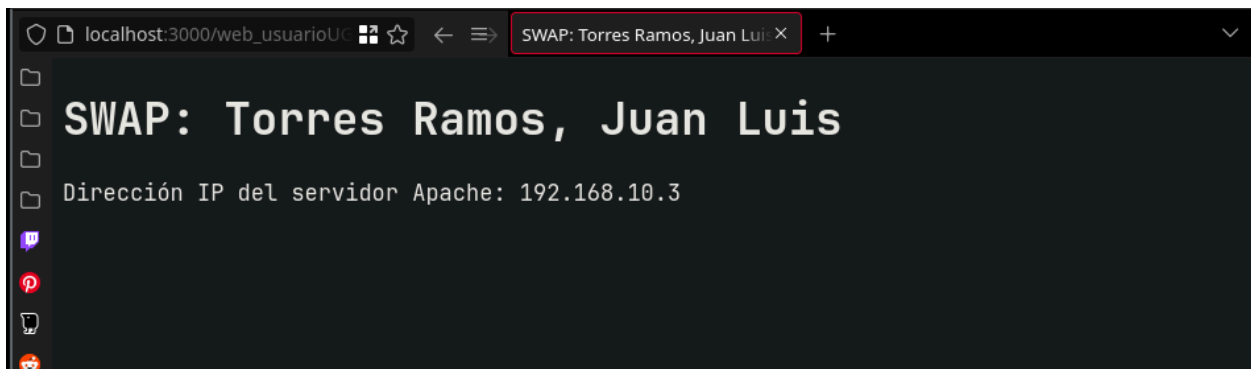 localhost:3000/web_usuarioUG
SWAP: Torres Ramos, Juan Luis
SWAP: Torres Ramos, Juan Luis
Dirección IP del servidor Apache: 192.168.10.3